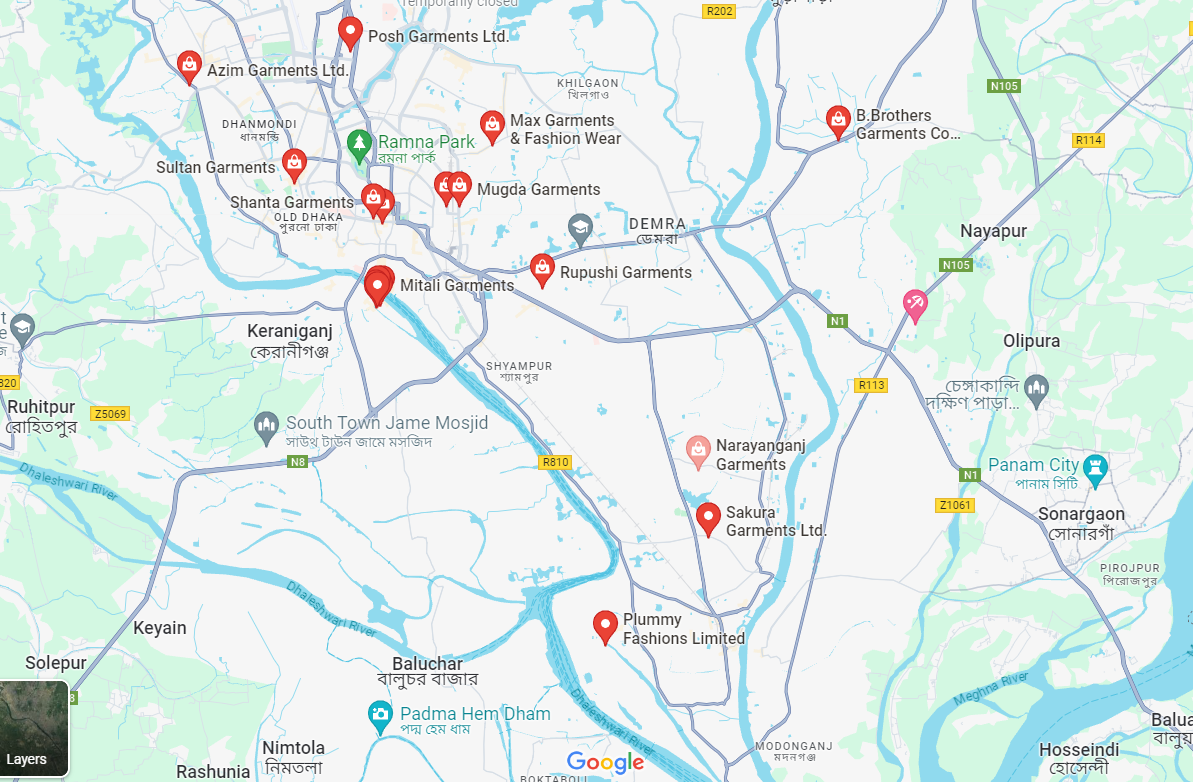 Temporarily closed
R202
Posh Garments Ltd.
Azim Garments Ltd.
KHILGAON
খিলগাঁও
N105
DHANMONDI
ধানমন্ডি
Max Garments
& Fashion Wear
B.Brothers
Garments Co...
Ramna Park
রমনা পার্ক
R114
Sultan Garments
Shanta Garments
Mugda Garments
OLD DHAKA
পুরনো ঢাকা
DEMRA
ডেমরা
Nayapur
N105
Rupushi Garments
Mitali Garments
Keraniganj
কেরানীগঞ্জ
N1
Olipura
SHYAMPUR
শ্যামপুর
820
Ruhitpur
রোহিতপুর
Z5069
R113
চেঙ্গাকান্দি
দক্ষিণ পাড়া...
South Town Jame Mosjid
সাউথ টাউন জামে মসজিদ
N8
R810
Narayanganj
Garments
Dhaleshwari River
Panam City
পানাম সিটি
N1
Z1061
Sonargaon
সোনারগাঁ
Sakura
Garments Ltd.
PIROJPUR
পিরোজপুর
Dhaleshwari River
Keyain
Plummy
Fashions Limited
Solepur
Baluchar
বালুচর বাজার
Meghna River
8
Padma Hem Dham
পদ্ম হেম ধাম
Dhaleshwari River
Layers
Nimtola
নিমতলা
Rashunia
Google
MODONGANJ
মদনগঞ্জ
Hosseindi
হোসেন্দী
Balua
বালুয়
BOKTABOLI